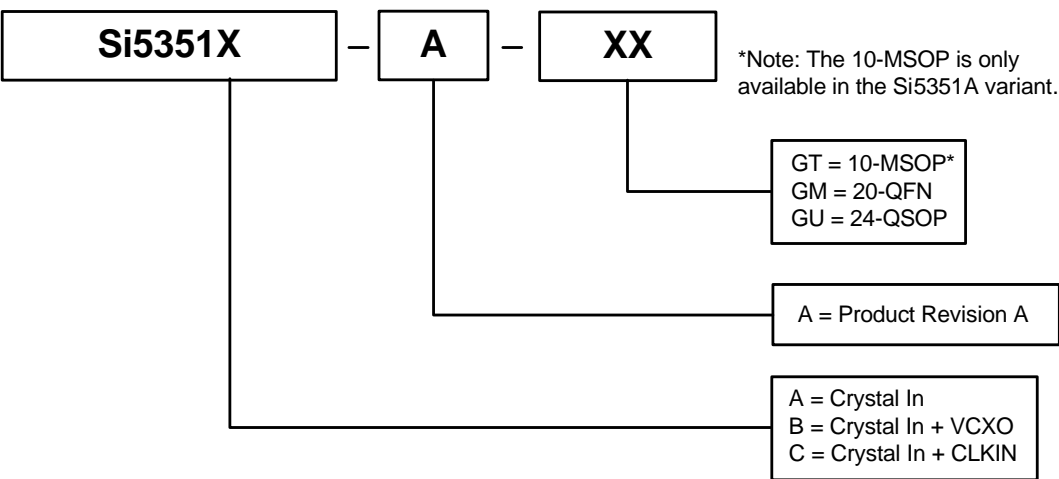 Si5351X – A – XX
*Note: The 10-MSOP is only
available in the Si5351A variant.
GT = 10-MSOP*
GM = 20-QFN
GU = 24-QSOP
A = Product Revision A
A = Crystal In
B = Crystal In + VCXO
C = Crystal In + CLKIN